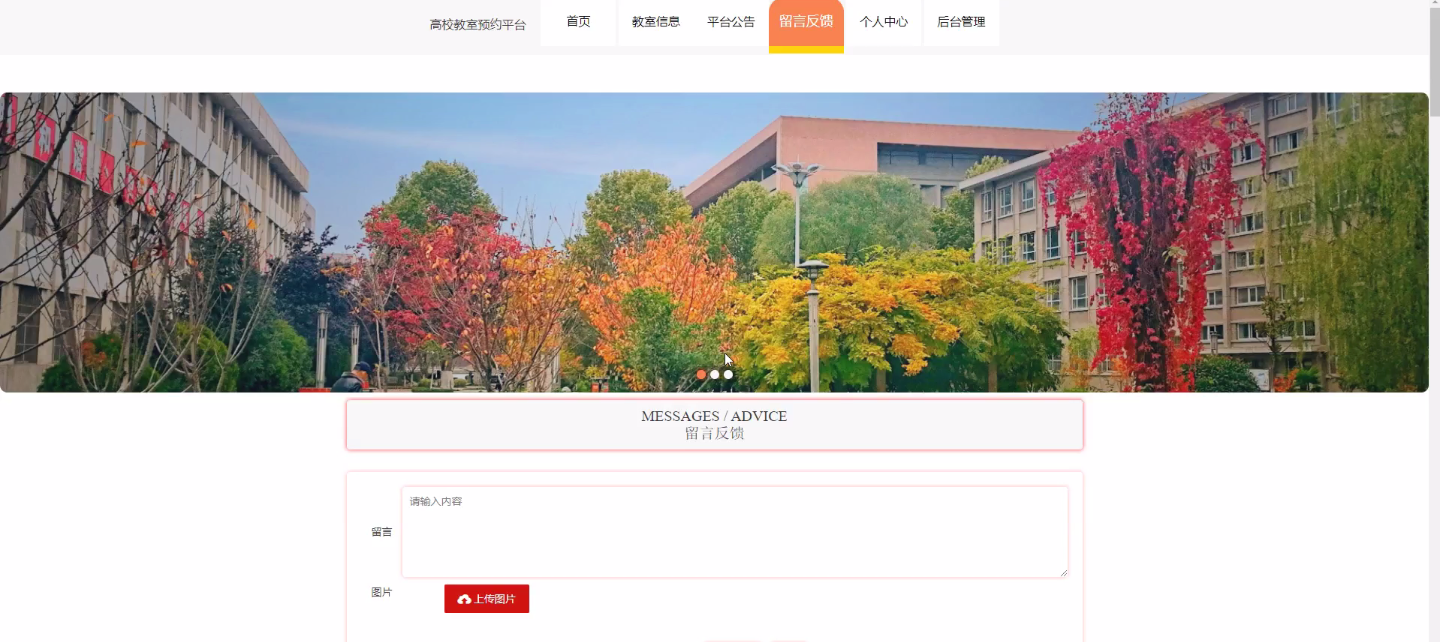 高校教室预约平台
首页
教室信息
平台公告
留言反馈
个人中心
后台管理
MESSAGES / ADVICE
留言反馈
留言
请输入内容
图片
上传图片